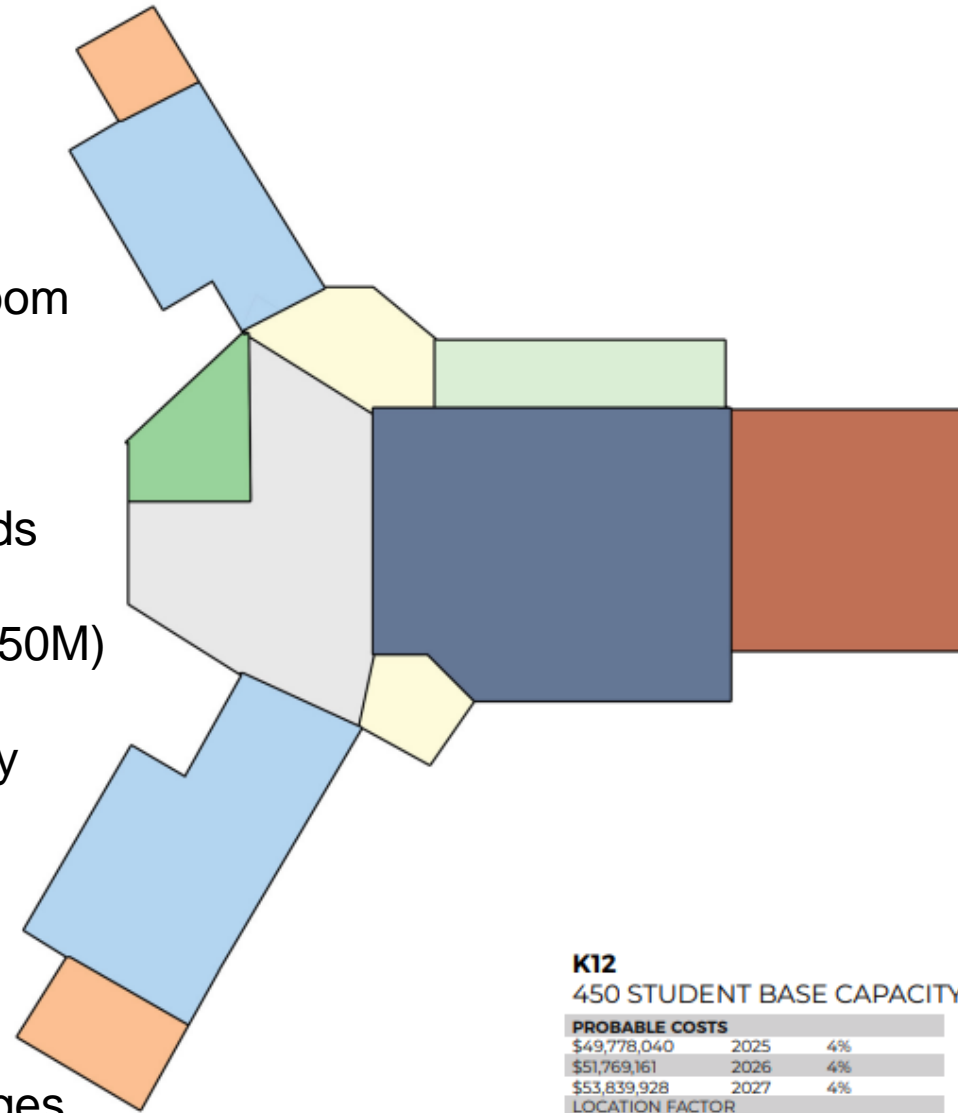 oom
ds
50M)
y
ges
K12
450 STUDENT BASE CAPACITY
PROBABLE COSTS
$49,778,040 2025 4%
$51,769,161 2026 4%
$53,839,928 2027 4%
LOCATION FACTOR